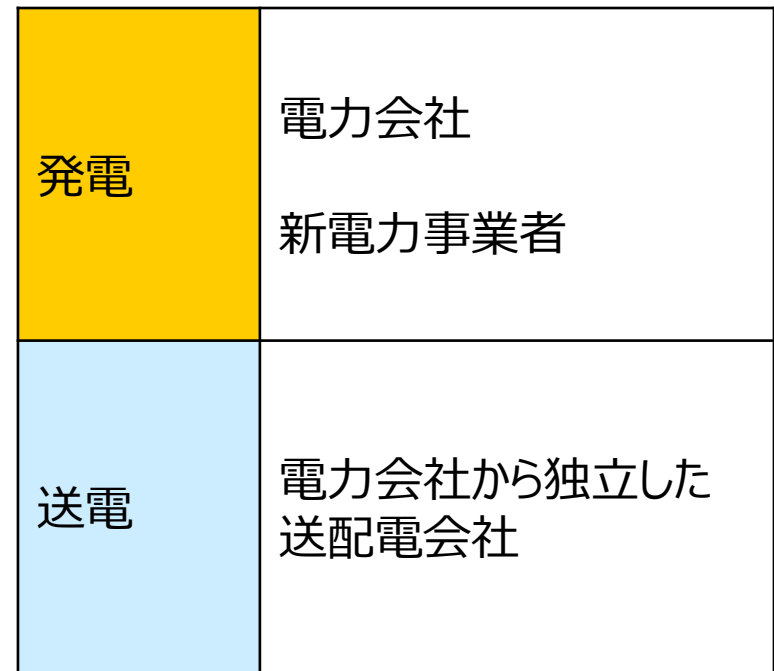 発電
電力会社
新電力事業者
送電
電力会社から独立した
送配電会社